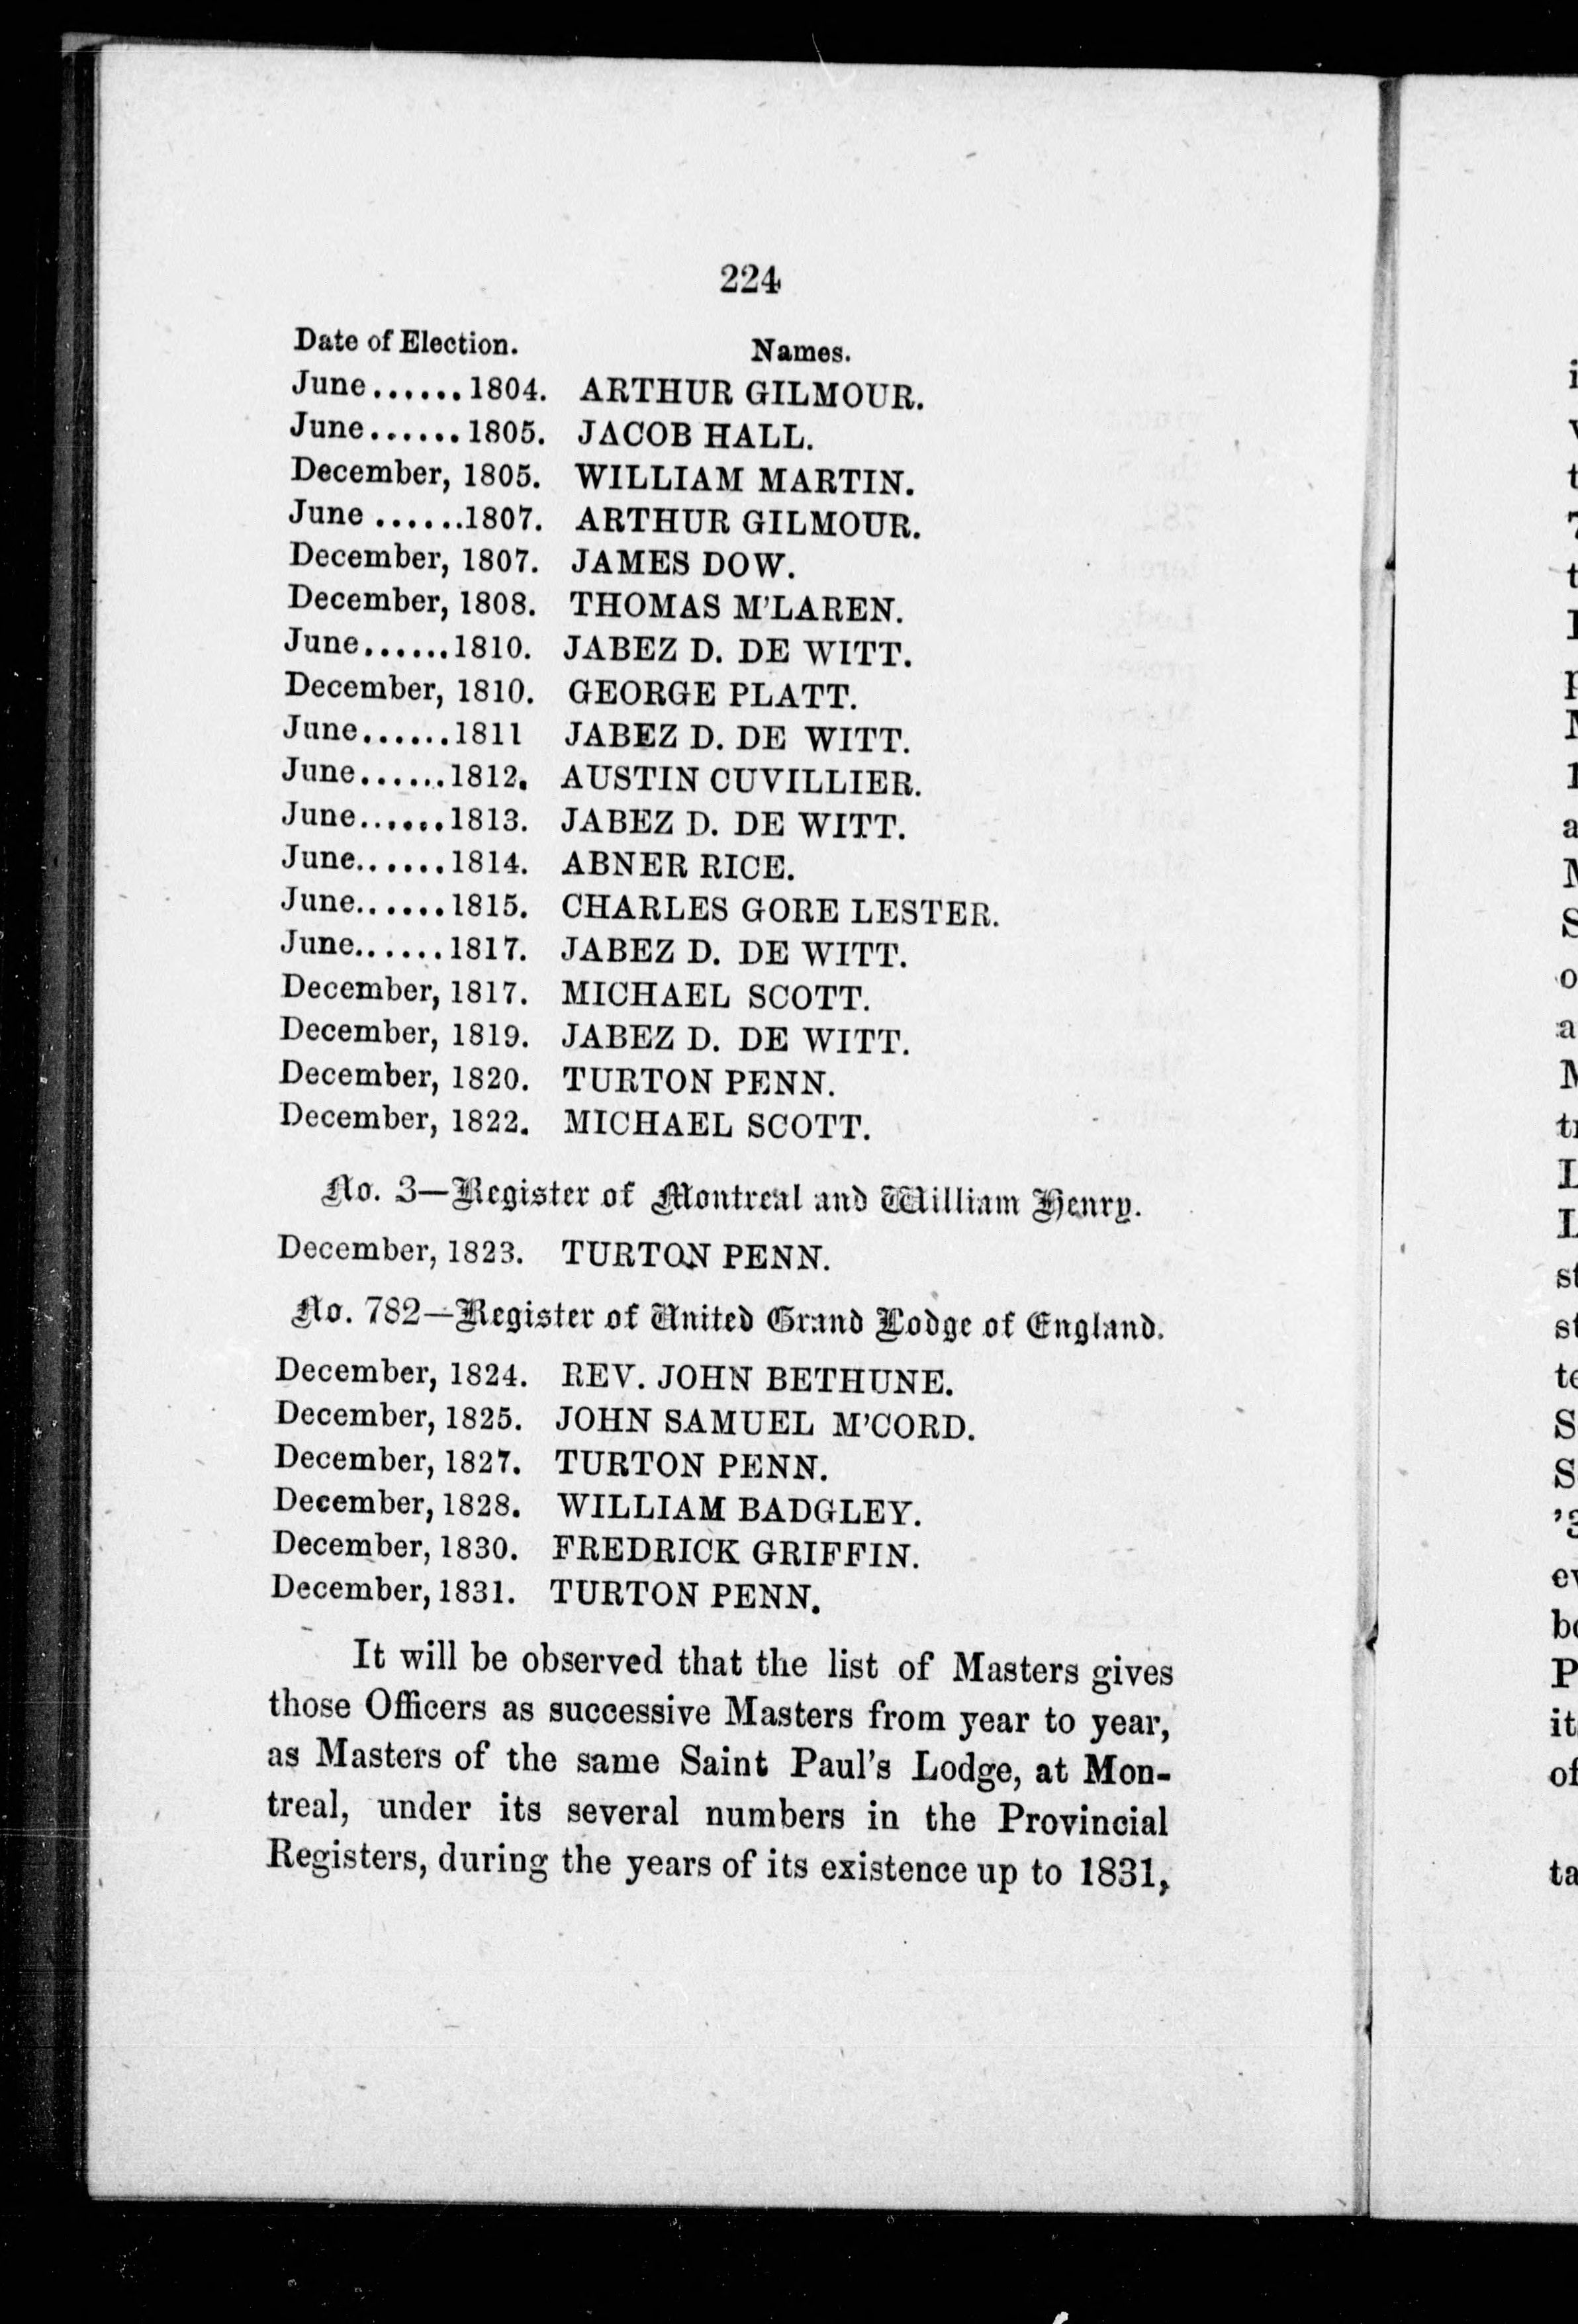 224
Date of Election. Names.
June......1804. ARTHUR GILMOUR.
June......1805. JACOB HALL.
December, 1805. WILLIAM MARTIN.
June ......1807. ARTHUR GILMOUR.
December, 1807. JAMES DOW.
December, 1808. THOMAS M'LAREN.
June......1810. JABEZ D. DE WITT.
December, 1810. GEORGE PLATT.
June......1811 JABEZ D. DE WITT.
June......1812. AUSTIN CUVILLIER.
June......1813. JABEZ D. DE WITT.
June......1814. ABNER RICE.
June......1815. CHARLES GORE LESTER.
June......1817. JABEZ D. DE WITT.
December, 1817. MICHAEL SCOTT.
December, 1819. JABEZ D. DE WITT.
December, 1820. TURTON PENN.
December, 1822. MICHAEL SCOTT.
No. 3—Register of Montreal and William Henry.
December, 1823. TURTON PENN.
No. 782—Register of United Grand Lodge of England.
December, 1824. REV. JOHN BETHUNE.
December, 1825. JOHN SAMUEL M'CORD.
December, 1827. TURTON PENN.
December, 1828. WILLIAM BADGLEY.
December, 1830. FREDRICK GRIFFIN.
December, 1831. TURTON PENN.
It will be observed that the list of Masters gives
those Officers as successive Masters from year to year,
as Masters of the same Saint Paul's Lodge, at Mon-
treal, under its several numbers in the Provincial
Registers, during the years of its existence up to 1831,